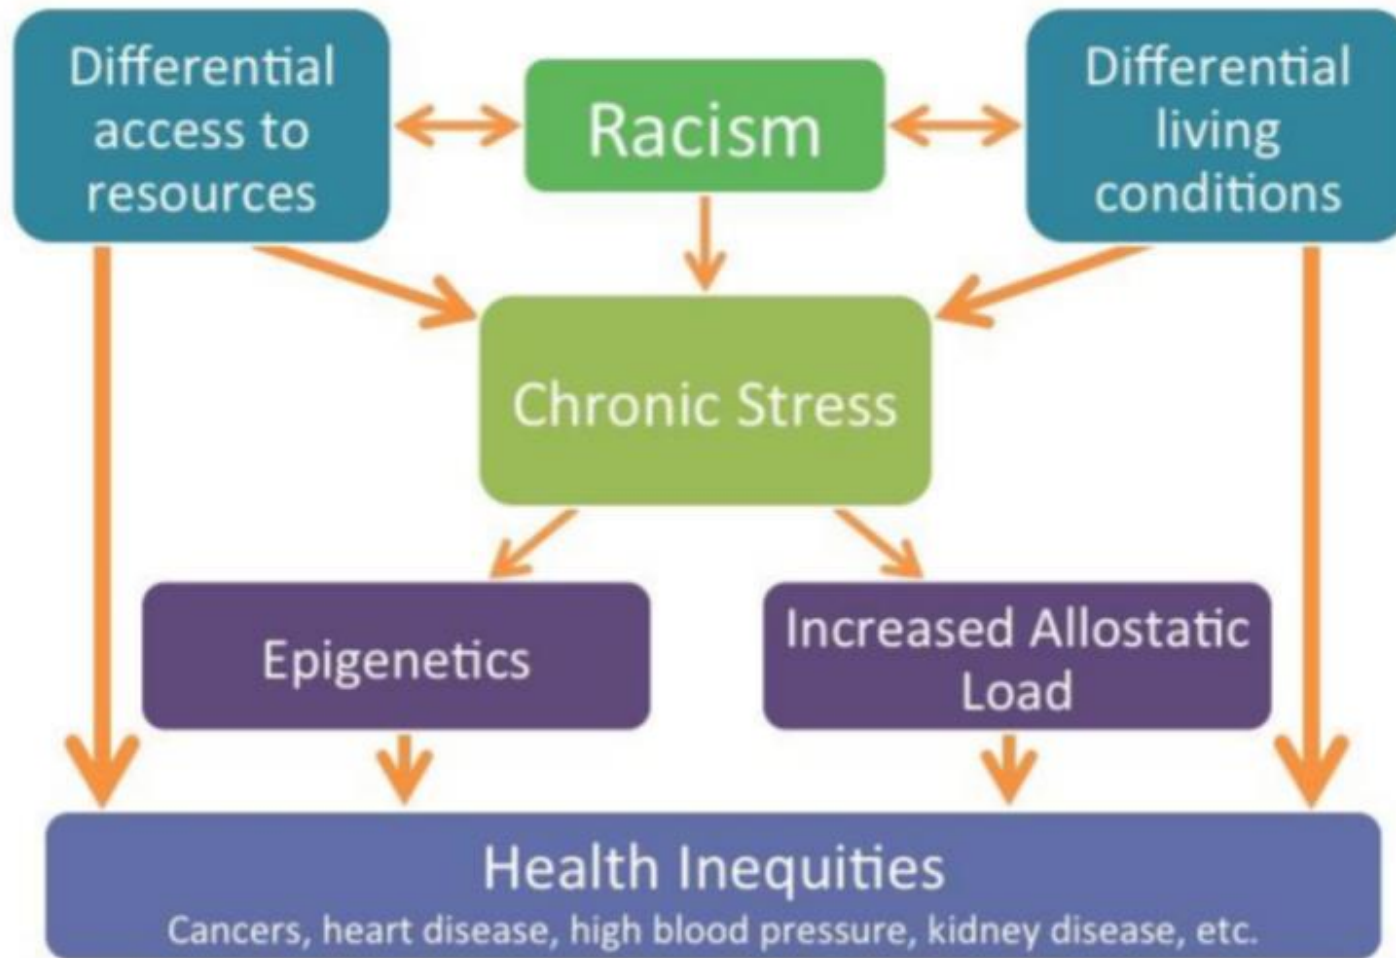 Differential
access to
resources
Racism
Differential
living
conditions
Chronic Stress
Epigenetics
Increased Allostatic
Load
Health Inequities
Cancers, heart disease, high blood pressure, kidney disease, etc.